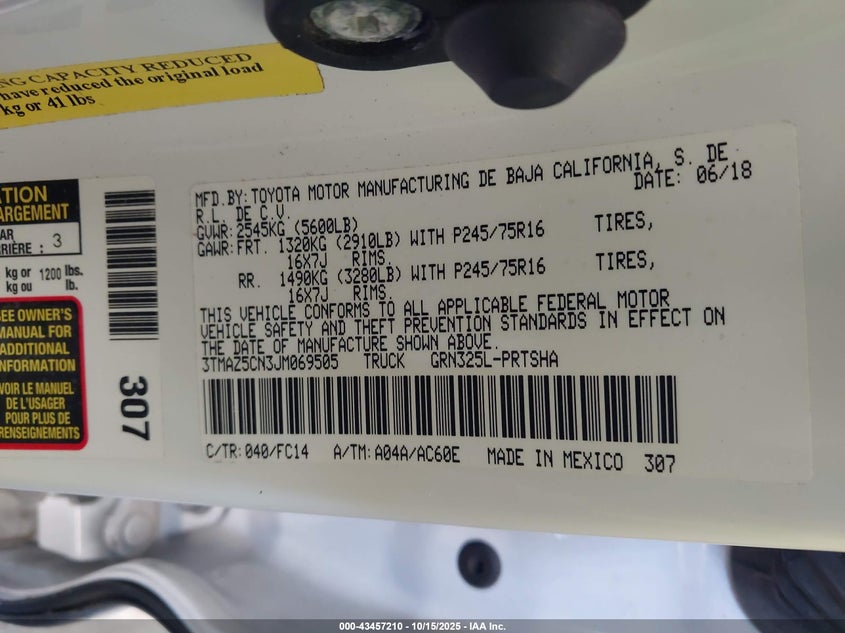 NG CAPACITY REDUCED
have reduced the original load
kg or 41 lbs
MFD.BY:TOYOTA MOTOR MANUFACTURING DE BAJA CALIFORNIA, S. DE
R.L. DE C.V. DATE: 06/18
GVWR:2545KG (5600LB)
GAWR:FRT. 1320KG (2910LB) WITH P245/75R16 TIRES,
16X7J RIMS.
RR. 1490KG (3280LB) WITH P245/75R16 TIRES,
16X7J RIMS.
THIS VEHICLE CONFORMS TO ALL APPLICABLE FEDERAL MOTOR
VEHICLE SAFETY AND THEFT PREVENTION STANDARDS IN EFFECT ON
THE DATE OF MANUFACTURE SHOWN ABOVE.
3TMAZ5CN3JM069505 TRUCK GRN325L-PRTSHA
C/TR:040/FC14 A/TM:A04A/AC60E MADE IN MEXICO 307
ATION
ARGEMENT
AR
RIÈRE : 3
kg or 1200 lbs.
kg ou lb.
SEE OWNER'S
MANUAL FOR
ADDITIONAL
INFORMATION
VOIR LE MANUEL
DE L'USAGER
POUR PLUS DE
RENSEIGNEMENTS
307
000-43457210 - 10/15/2025 - IAA Inc.